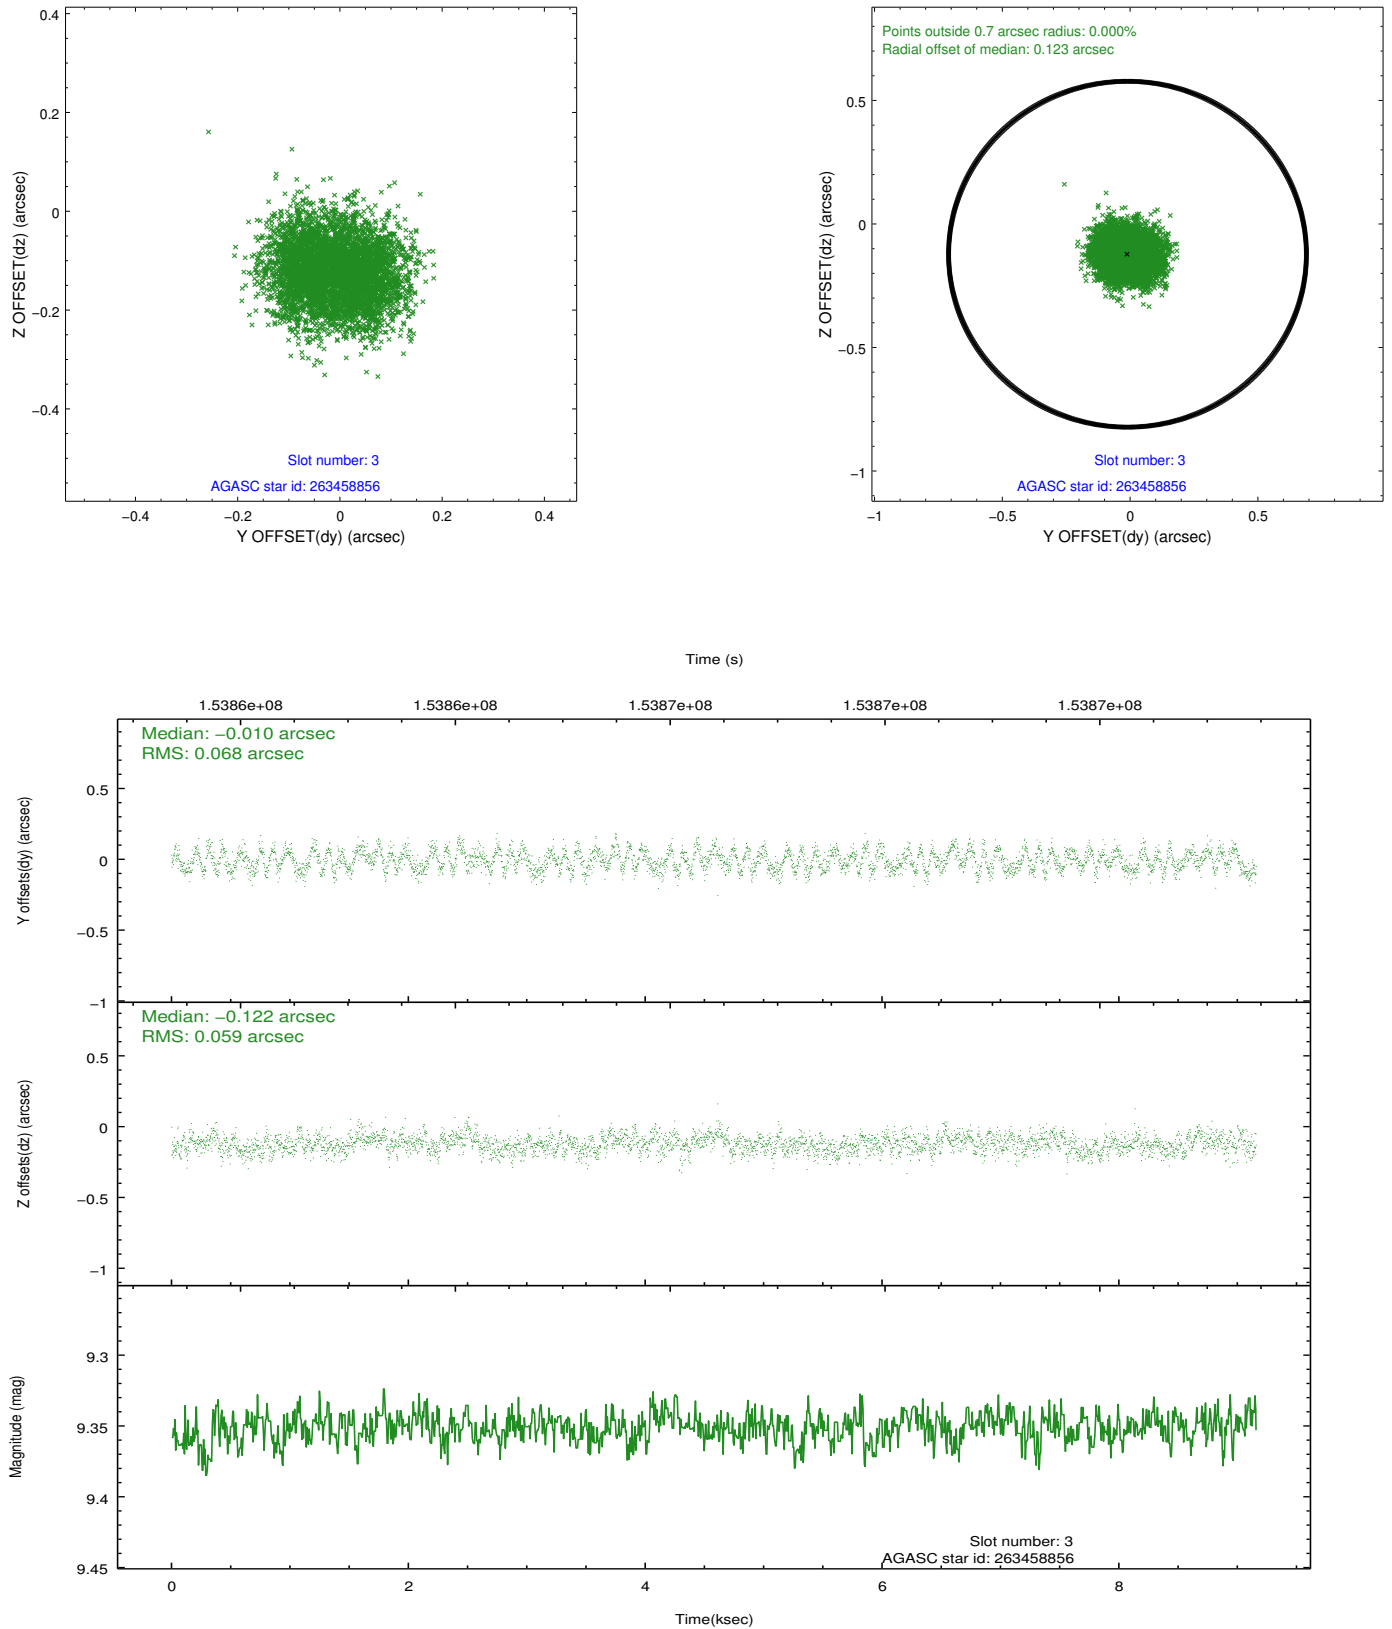 0.4
0.2
0
−0.2
−0.4
Z OFFSET(dz) (arcsec)
Slot number: 3
AGASC star id: 263458856
−0.4
−0.2
0
0.2
0.4
Y OFFSET(dy) (arcsec)
Points outside 0.7 arcsec radius: 0.000%
Radial offset of median: 0.123 arcsec
0.5
0
−0.5
−1
Z OFFSET(dz) (arcsec)
Slot number: 3
AGASC star id: 263458856
−1
−0.5
0
0.5
Y OFFSET(dy) (arcsec)
Time (s)
1.5386e+08
1.5386e+08
1.5387e+08
1.5387e+08
1.5387e+08
Median: −0.010 arcsec
RMS: 0.068 arcsec
0.5
0
−0.5
−1
Y offsets(dy) (arcsec)
Median: −0.122 arcsec
RMS: 0.059 arcsec
0.5
0
−0.5
−1
Z offsets(dz) (arcsec)
9.3
9.35
9.4
9.45
Magnitude (mag)
Slot number: 3
AGASC star id: 263458856
0
2
4
6
8
Time(ksec)